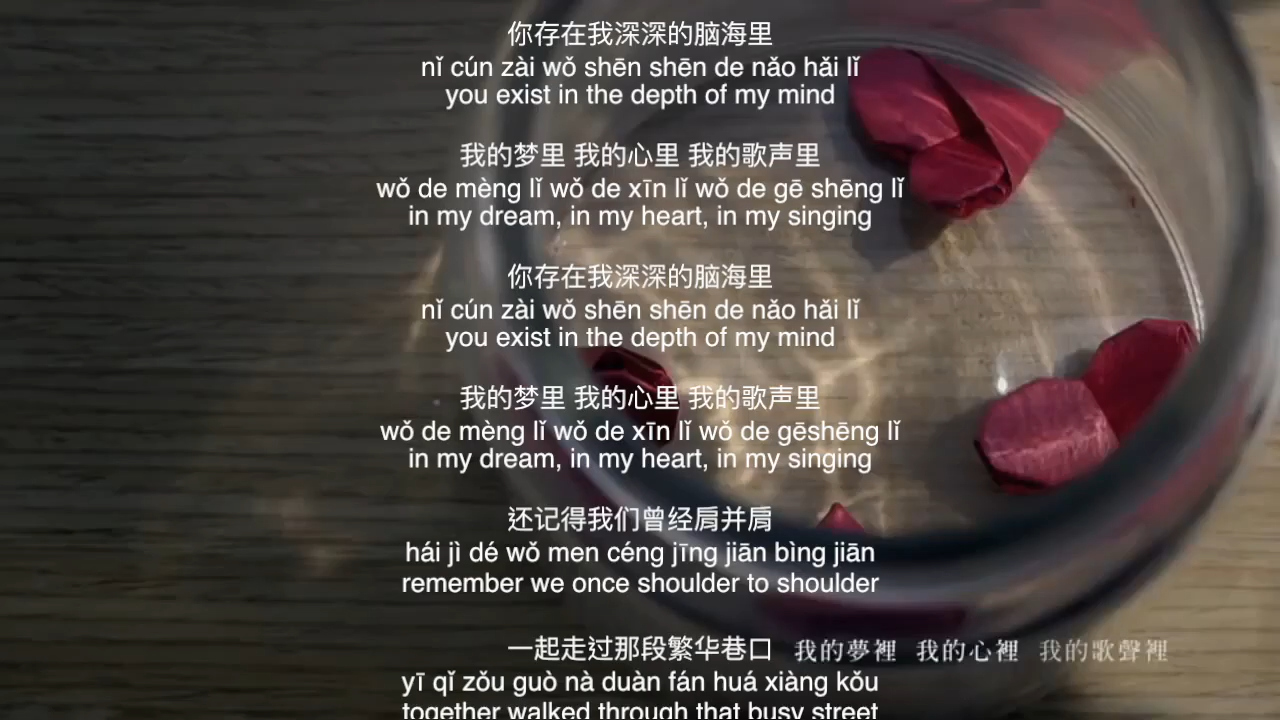 你存在我深深的脑海里
nǐ cún zài wǒ shēn shēn de nǎo hǎi lǐ
you exist in the depth of my mind
我的梦里 我的心里 我的歌声里
wǒ de mèng lǐ wǒ de xīn lǐ wǒ de gē shēng lǐ
in my dream, in my heart, in my singing
你存在我深深的脑海里
nǐ cún zài wǒ shēn shēn de nǎo hǎi lǐ
you exist in the depth of my mind
我的梦里 我的心里 我的歌声里
wǒ de mèng lǐ wǒ de xīn lǐ wǒ de gēshēng lǐ
in my dream, in my heart, in my singing
还记得我们曾经肩并肩
hái jì dé wǒ men céng jīng jiān bìng jiān
remember we once shoulder to shoulder
一起走过那段繁华巷口
我的夢裡 我的心裡 我的歌聲裡
yī qǐ zǒu guò nà duàn fán huá xiàng kǒu
together walked through that busy street